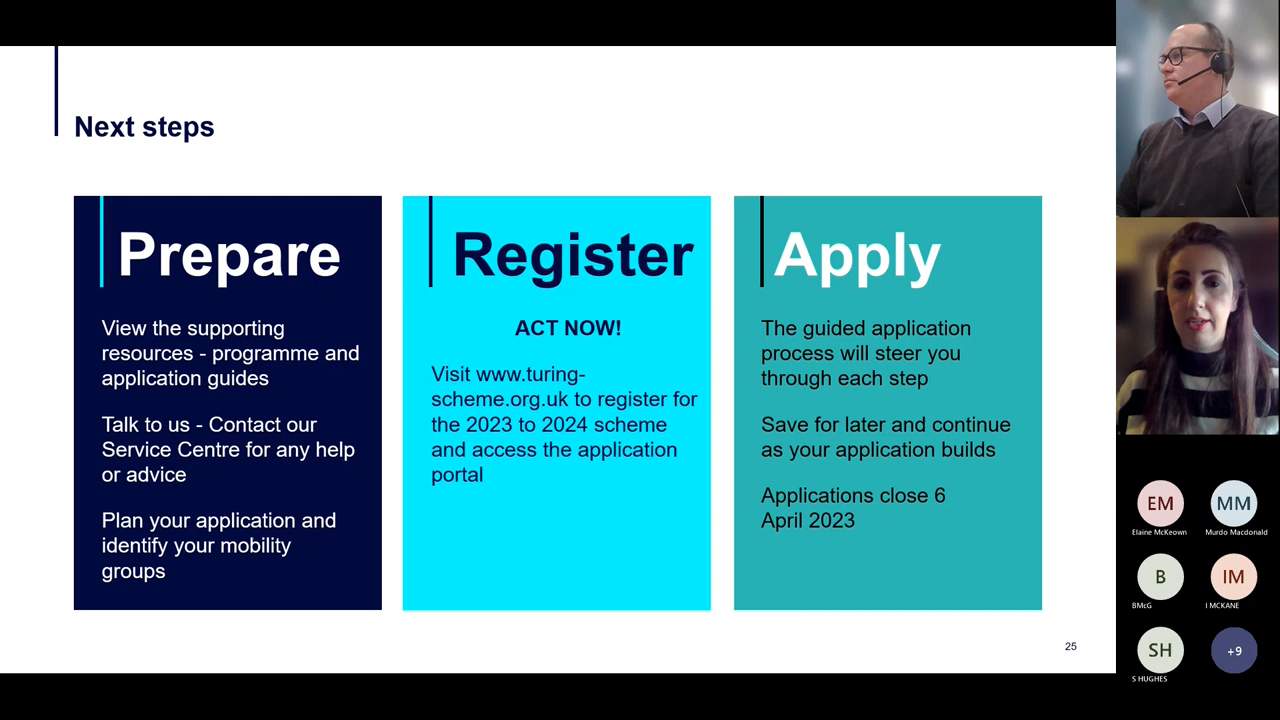 Next steps
Prepare
View the supporting
resources - programme and
application guides
Talk to us - Contact our
Service Centre for any help
or advice
Plan your application and
identify your mobility
groups
Register
ACT NOW!
Visit www.turing-
scheme.org.uk to register for
the 2023 to 2024 scheme
and access the application
portal
Apply
The guided application
process will steer you
through each step
Save for later and continue
as your application builds
Applications close 6
April 2023
25
EM
Elaine McKeown
MM
Murdo Macdonald
B
BMcG
IM
I MCKANE
SH
S HUGHES
+9